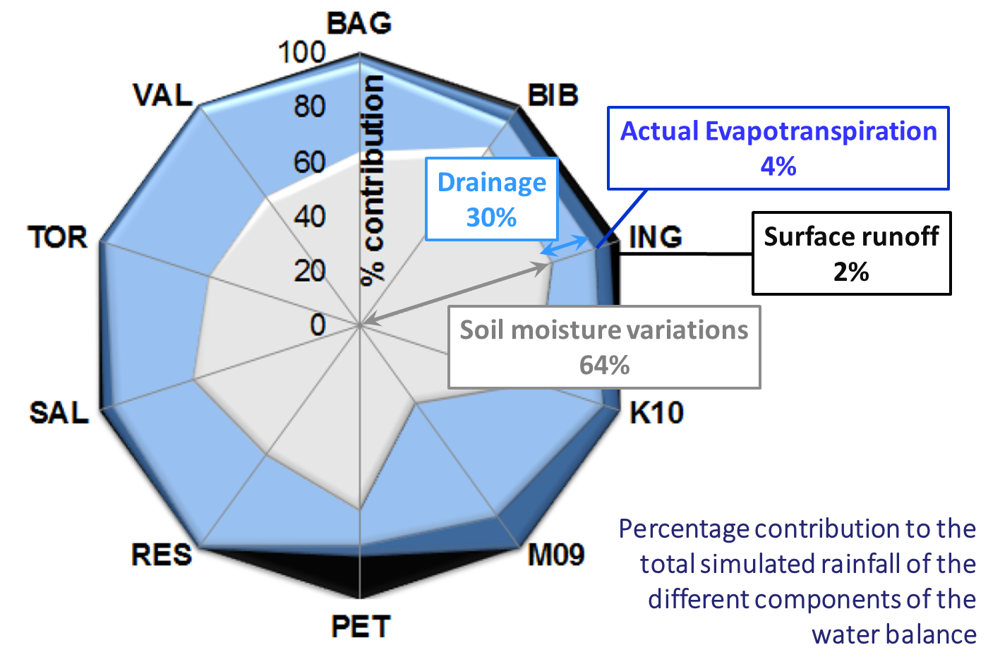 BAG
100
VAL
BIB
80
% contribution
Actual Evapotranspiration
4%
60
Drainage
30%
40
TOR
ING
Surface runoff
2%
20
0
Soil moisture variations
64%
SAL
K10
RES
M09
PET
Percentage contribution to the
total simulated rainfall of the
different components of the
water balance